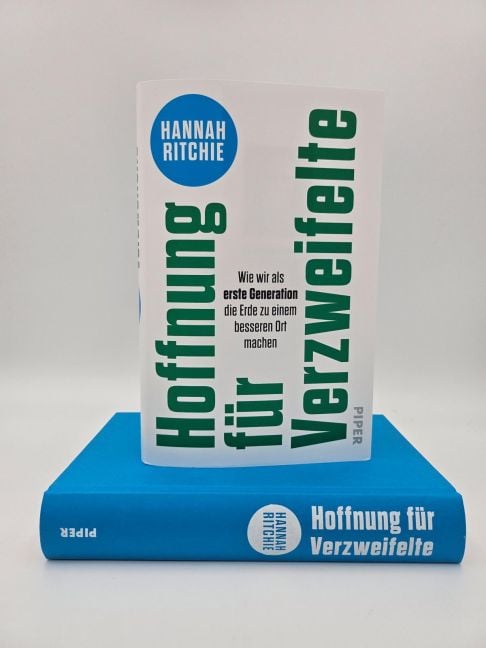 HANNAH
RITCHIE
Hoffnung
für
Verzweifelte
Wie wir als
erste Generation
die Erde zu einem
besseren Ort
machen
PIPER
PIPER
HANNAH
RITCHIE
Hoffnung für
Verzweifelte